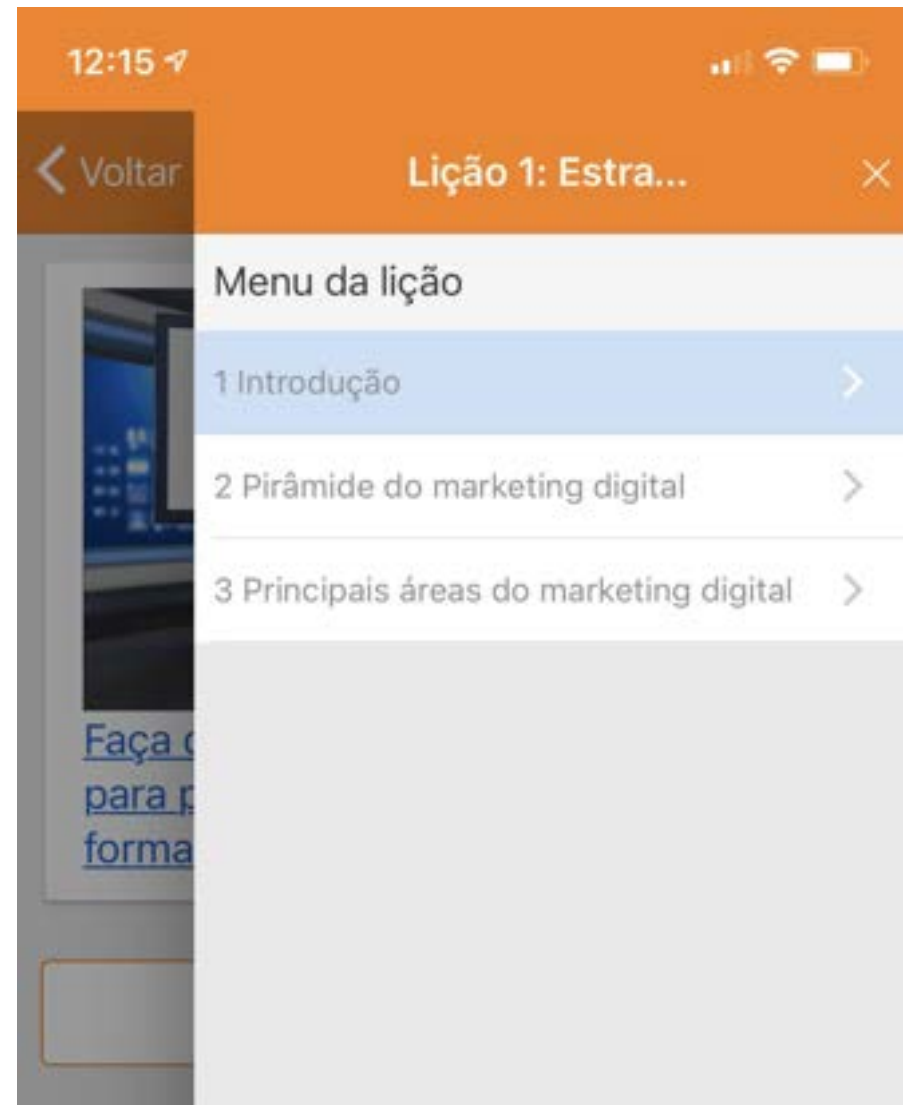 12:15
Voltar
Lição 1: Estra...
Menu da lição
1 Introdução
2 Pirâmide do marketing digital
3 Principais áreas do marketing digital
Faça
para
forma